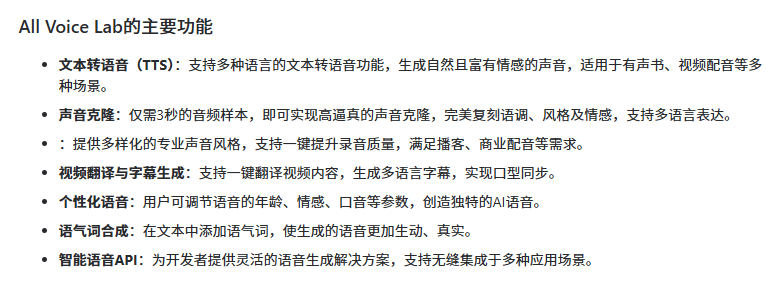 All Voice Lab的主要功能
文本转语音（TTS）：支持多种语言的文本转语音功能，生成自然且富有情感的声音，适用于有声书、视频配音等多
种场景。
声音克隆：仅需3秒的音频样本，即可实现高逼真的声音克隆，完美复刻语调、风格及情感，支持多语言表达。
：提供多样化的专业声音风格，支持一键提升录音质量，满足播客、商业配音等需求。
视频翻译与字幕生成：支持一键翻译视频内容，生成多语言字幕，实现口型同步。
个性化语音：用户可调节语音的年龄、情感、口音等参数，创造独特的AI语音。
语气词合成：在文本中添加语气词，使生成的语音更加生动、真实。
智能语音API：为开发者提供灵活的语音生成解决方案，支持无缝集成于多种应用场景。